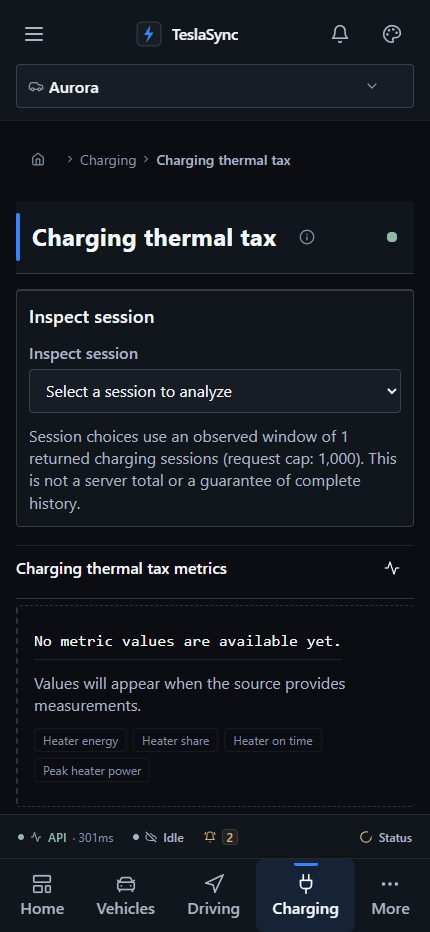 TeslaSync
Aurora
Charging
Charging thermal tax
Charging thermal tax
Inspect session
Inspect session
Select a session to analyze
Session choices use an observed window of 1
returned charging sessions (request cap: 1,000). This
is not a server total or a guarantee of complete
history.
Charging thermal tax metrics
No metric values are available yet.
Values will appear when the source provides
measurements.
Heater energy
Heater share
Heater on time
Peak heater power
API · 301ms
Idle
2
Status
Home
Vehicles
Driving
Charging
More